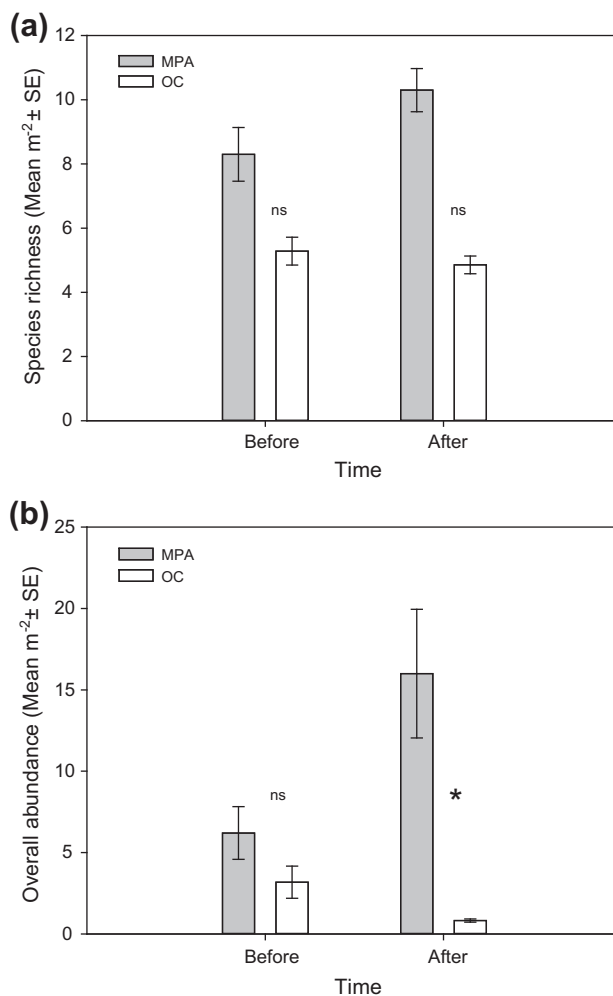 (a)
12
10
8
6
4
2
0
Species richness (Mean m⁻²± SE)
MPA
OC
ns
ns
Before
After
Time
(b)
25
20
15
10
5
0
Overall abundance (Mean m⁻²± SE)
MPA
OC
ns
*
Before
After
Time